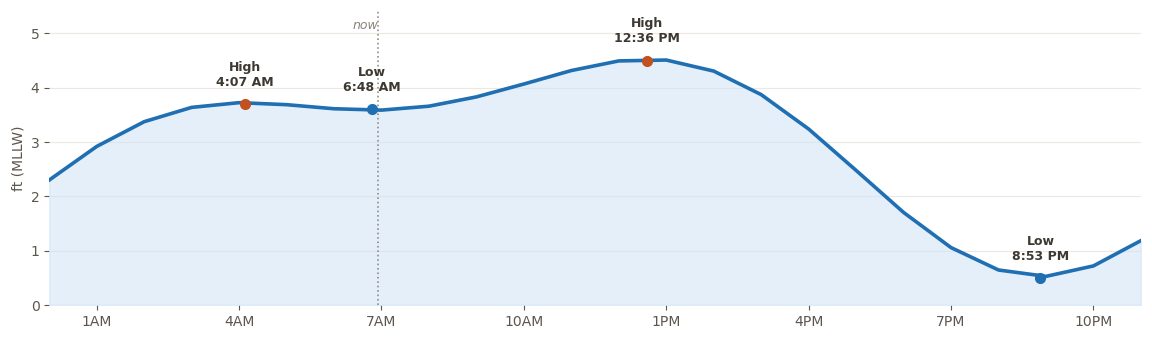 5
4
3
2
1
0
ft (MLLW)
now
High
4:07 AM
Low
6:48 AM
High
12:36 PM
Low
8:53 PM
1AM
4AM
7AM
10AM
1PM
4PM
7PM
10PM